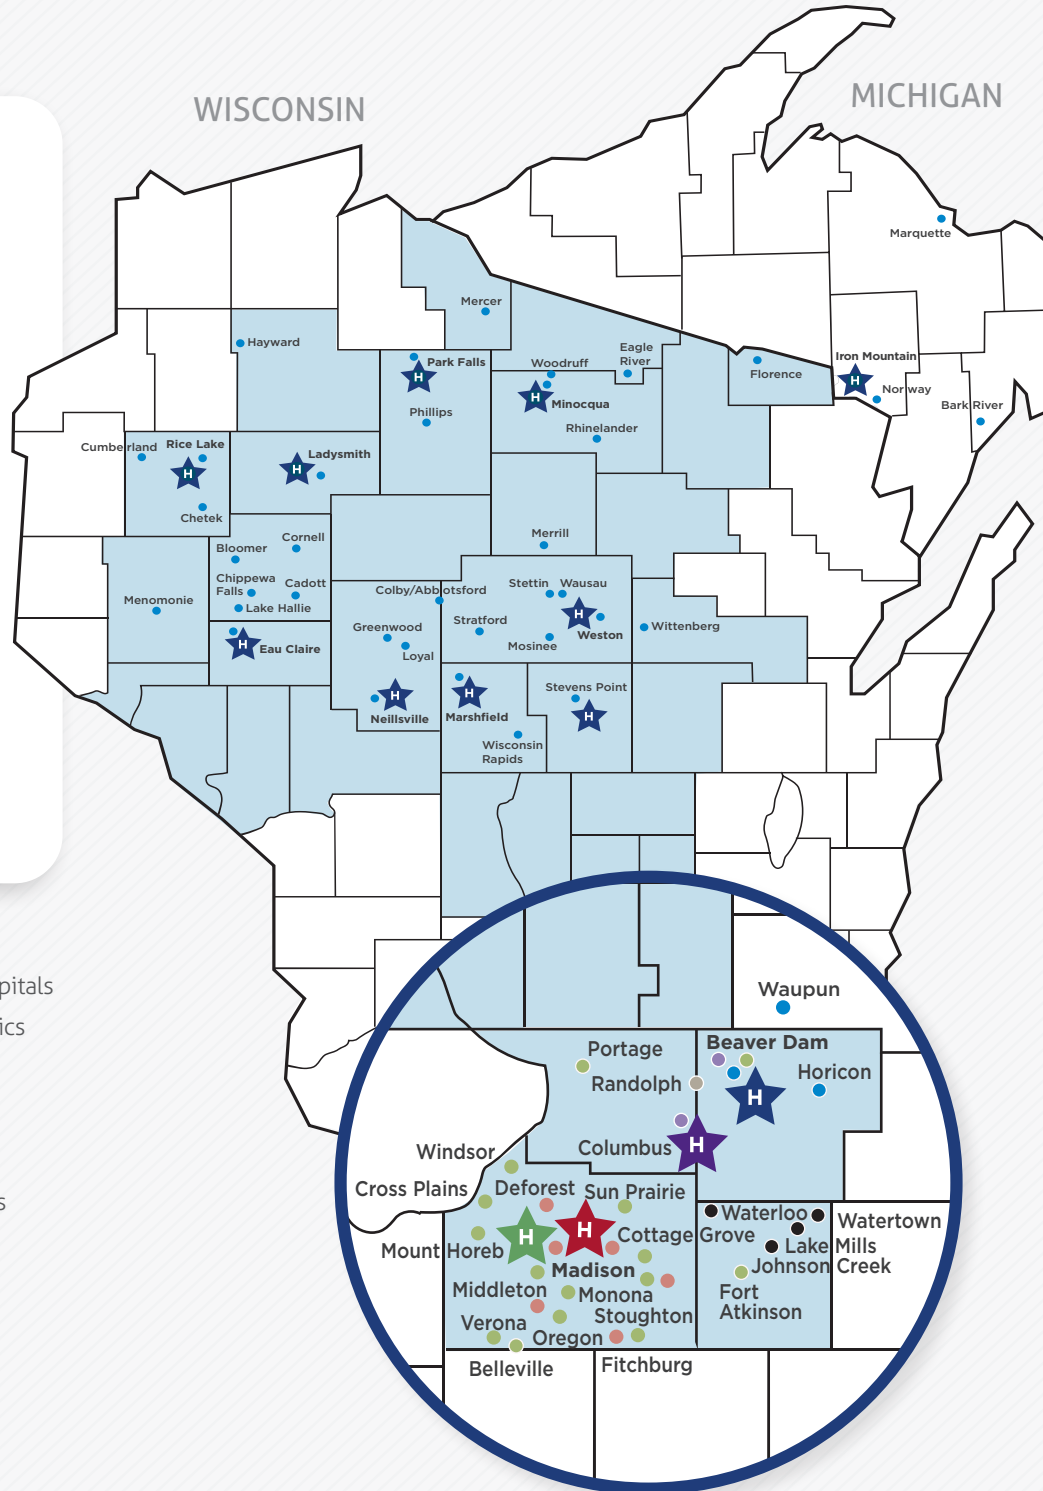 WISCONSIN
MICHIGAN
Marquette
Mercer
Hayward
Park Falls
H
Phillips
Woodruff
Eagle
River
H
Minocqua
Rhinelander
Florence
Iron Mountain
H
Norway
Bark River
Cumberland
Rice Lake
H
Chetek
Ladysmith
H
Merrill
Cornell
Bloomer
Chippewa
Falls
Cadott
Lake Hallie
Menomonie
Colby/Abbotsford
Stettin
Wausau
H
Weston
Mosinee
Stratford
Wittenberg
Greenwood
Loyal
H
Eau Claire
H
Neillsville
H
Marshfield
Stevens Point
H
Wisconsin
Rapids
pitals
ics
s
Waupun
Portage
Randolph
Beaver Dam
H
Horicon
Columbus
H
Windsor
Cross Plains
Deforest
Sun Prairie
H
H
Cottage Grove
Mount Horeb
Madison
Middleton
Monona
Stoughton
Verona
Oregon
Belleville
Fitchburg
Waterloo
Watertown
Lake Mills
Johnson Creek
Fort
Atkinson